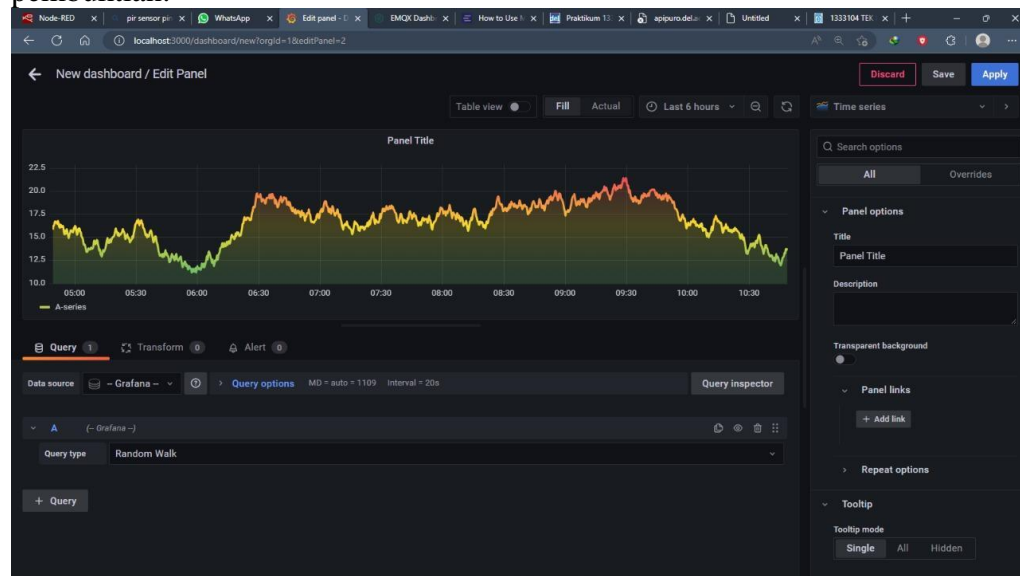 Node-RED
pir sensor pin
WhatsApp
Edit panel - D
EMQX Dashb
How to Use
Praktikum 13
apipuro.del.ac
Untitled
1333104 TEK
localhost:3000/dashboard/new?orgId=1&editPanel=2
New dashboard / Edit Panel
Discard
Save
Apply
Table view
Fill
Actual
Last 6 hours
Time series
Panel Title
Search options
All
Overrides
22.5
20.0
17.5
15.0
12.5
10.0
05:00 05:30 06:00 06:30 07:00 07:30 08:00 08:30 09:00 09:30 10:00 10:30
A-series
Panel options
Title
Panel Title
Description
Transparent background
Panel links
+ Add link
Repeat options
Tooltip
Tooltip mode
Single All Hidden
Query 1
Transform 0
Alert 0
Data source
-- Grafana --
Query options MD = auto = 1109 Interval = 20s
Query inspector
A (-- Grafana --)
Query type Random Walk
+ Query